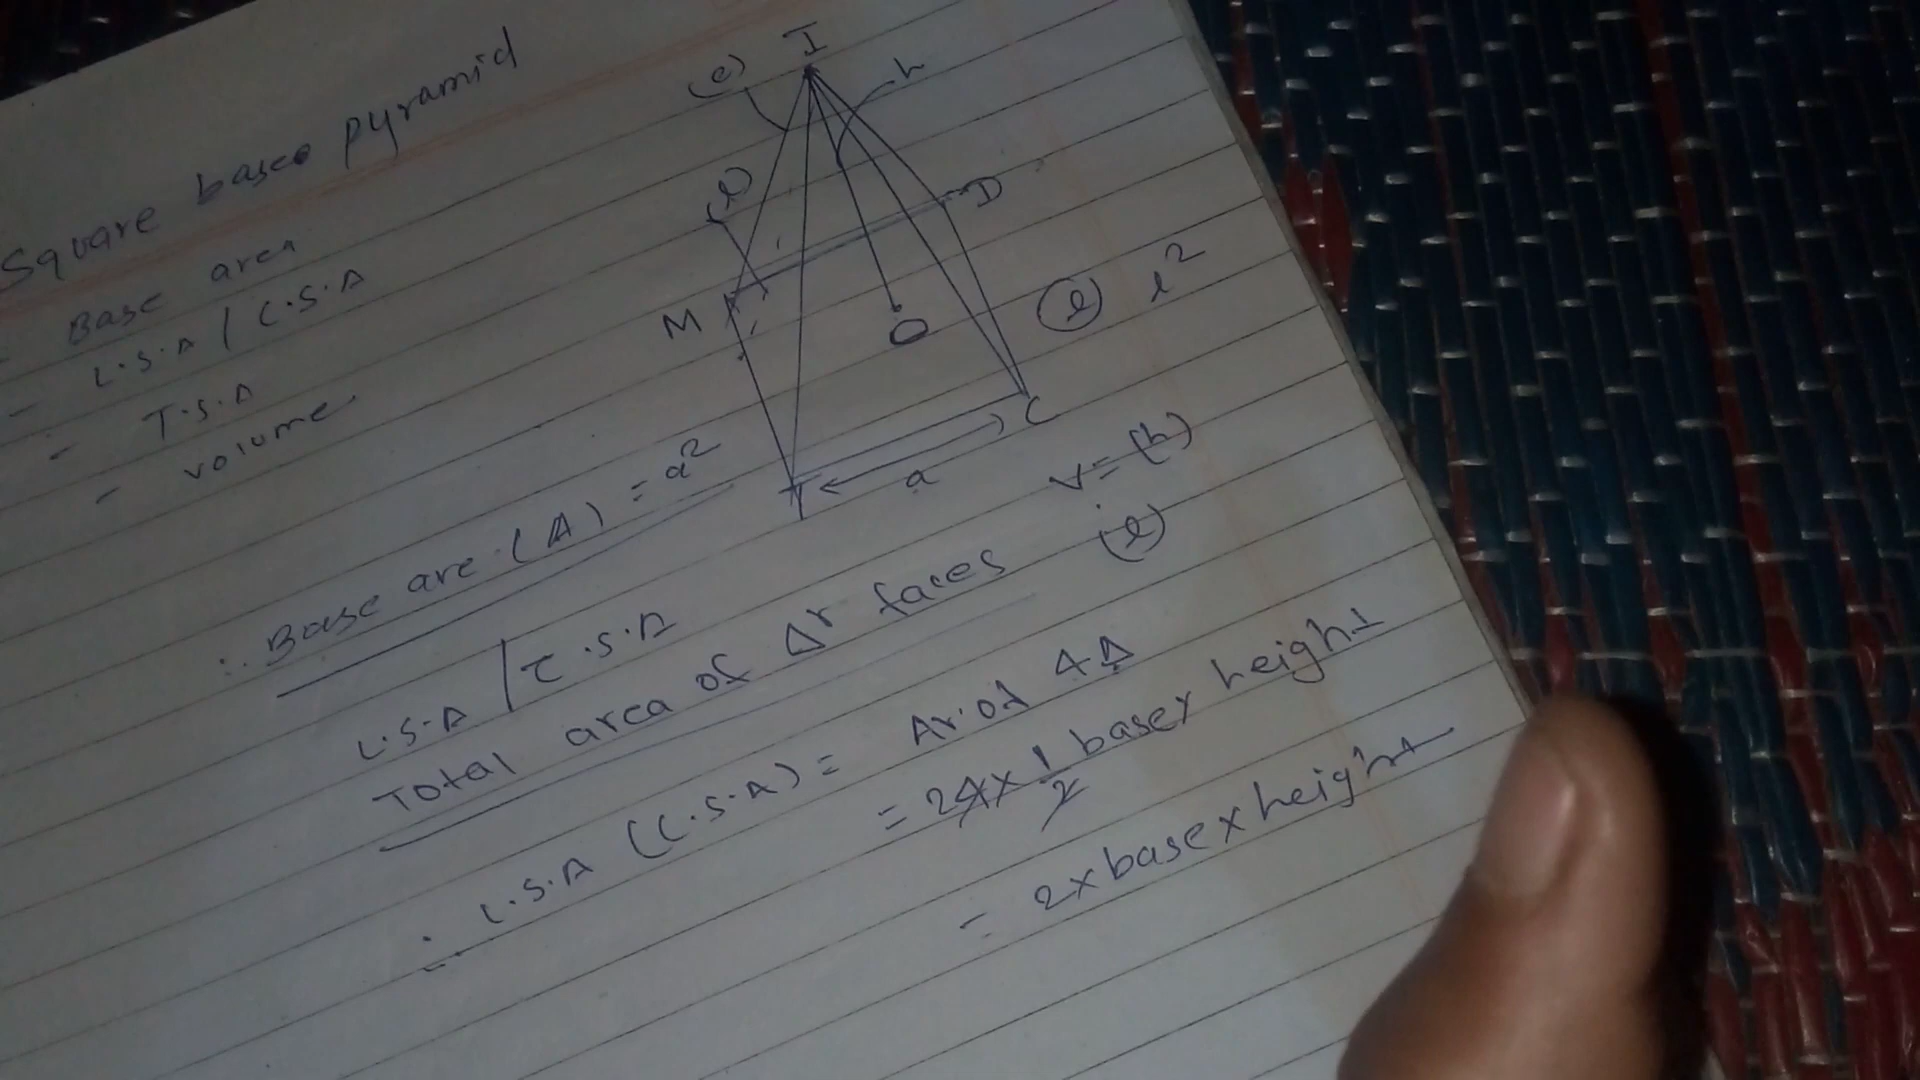 Square based pyramid
- Base area
- L.S.A / C.S.A
- T.S.A
- volume
I
(e)
h
(l)
D
M
O
(l) l²
C
T
a
∴ Base are (A) = a²
V = (h)
(l)
L.S.A / C.S.A
Total area of Δr faces
∴ L.S.A (C.S.A) = Ar. of 4Δ
= 2 4 × 1/2 base × height
= 2 × base × height